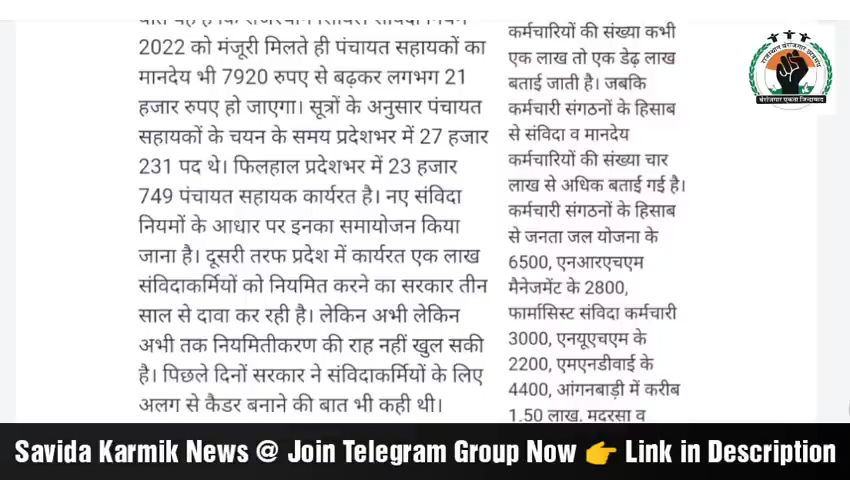 2022 को मंजूरी मिलते ही पंचायत सहायकों का
मानदेय भी 7920 रुपए से बढ़कर लगभग 21
हजार रुपए हो जाएगा। सूत्रों के अनुसार पंचायत
सहायकों के चयन के समय प्रदेशभर में 27 हजार
231 पद थे। फिलहाल प्रदेशभर में 23 हजार
749 पंचायत सहायक कार्यरत है। नए संविदा
नियमों के आधार पर इनका समायोजन किया
जाना है। दूसरी तरफ प्रदेश में कार्यरत एक लाख
संविदाकर्मियों को नियमित करने का सरकार तीन
साल से दावा कर रही है। लेकिन अभी लेकिन
अभी तक नियमितीकरण की राह नहीं खुल सकी
है। पिछले दिनों सरकार ने संविदाकर्मियों के लिए
अलग से कैडर बनाने की बात भी कही थी।
कर्मचारियों की संख्या कभी
एक लाख तो एक डेढ़ लाख
बताई जाती है। जबकि
कर्मचारी संगठनों के हिसाब
से संविदा व मानदेय
कर्मचारियों की संख्या चार
लाख से अधिक बताई गई है।
कर्मचारी संगठनों के हिसाब
से जनता जल योजना के
6500, एनआरएचएम
मैनेजमेंट के 2800,
फार्मासिस्ट संविदा कर्मचारी
3000, एनयूएचएम के
2200, एमएनडीवाई के
4400, आंगनबाड़ी में करीब
1.50 लाख, मदरसा व
Savida Karmik News @ Join Telegram Group Now 👉 Link in Description